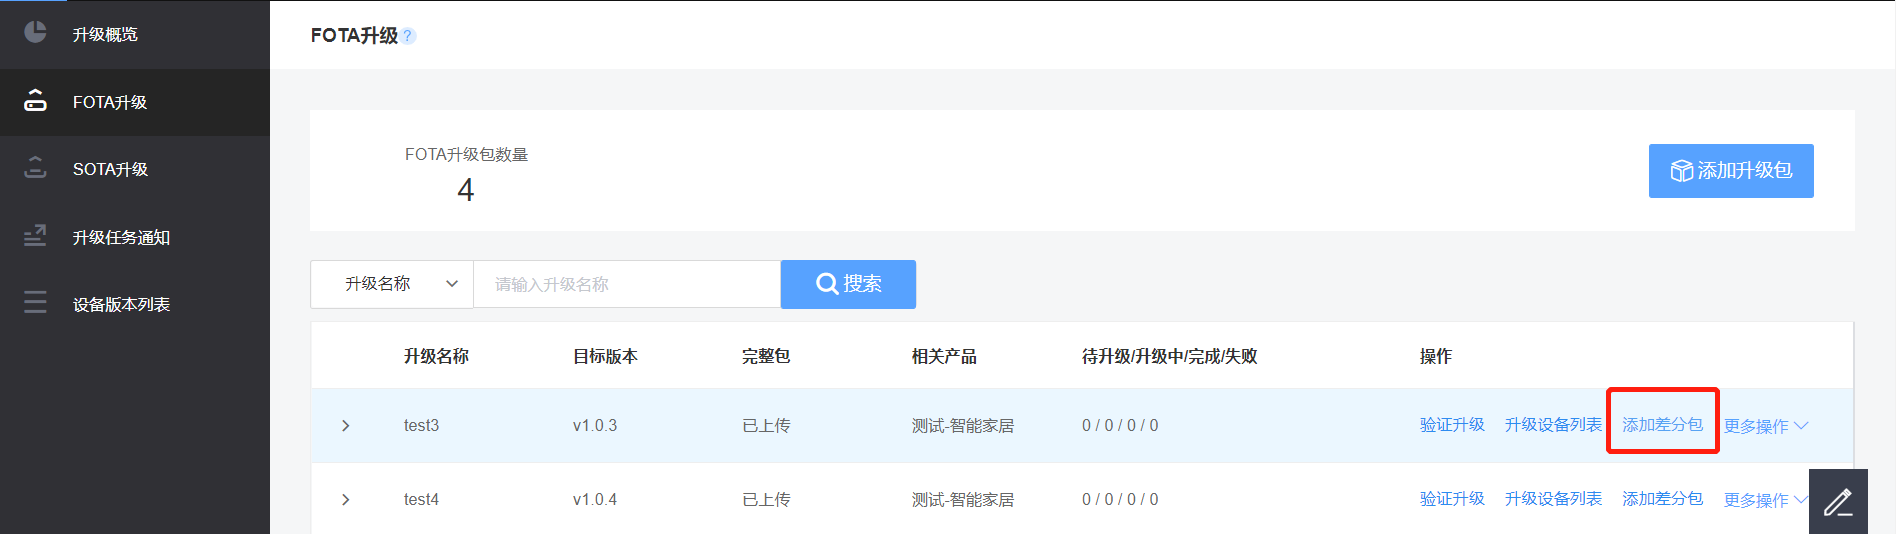 升级概览
FOTA升级
SOTA升级
升级任务通知
设备版本列表
FOTA升级?
FOTA升级包数量
4
添加升级包
升级名称 请输入升级名称 搜索
升级名称 目标版本 完整包 相关产品 待升级/升级中/完成/失败 操作
test3 v1.0.3 已上传 测试-智能家居 0 / 0 / 0 / 0 验证升级 升级设备列表 添加差分包 更多操作
test4 v1.0.4 已上传 测试-智能家居 0 / 0 / 0 / 0 验证升级 升级设备列表 添加差分包 更多操作